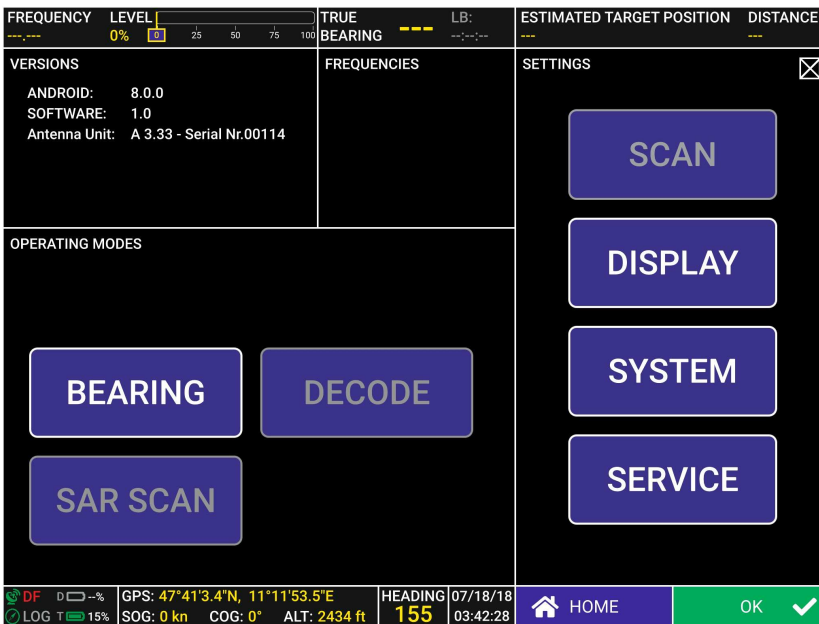 FREQUENCY LEVEL TRUE BEARING LB: ESTIMATED TARGET POSITION DISTANCE
---.--- 0% 0 25 50 75 100 --- --:--:-- --- ---
VERSIONS
ANDROID: 8.0.0
SOFTWARE: 1.0
Antenna Unit: A 3.33 - Serial Nr.00114
FREQUENCIES
OPERATING MODES
BEARING
DECODE
SAR SCAN
SETTINGS
SCAN
DISPLAY
SYSTEM
SERVICE
DF D --% GPS: 47°41'3.4"N, 11°11'53.5"E HEADING 07/18/18
LOG T 15% SOG: 0 kn COG: 0° ALT: 2434 ft 155 03:42:28
HOME
OK